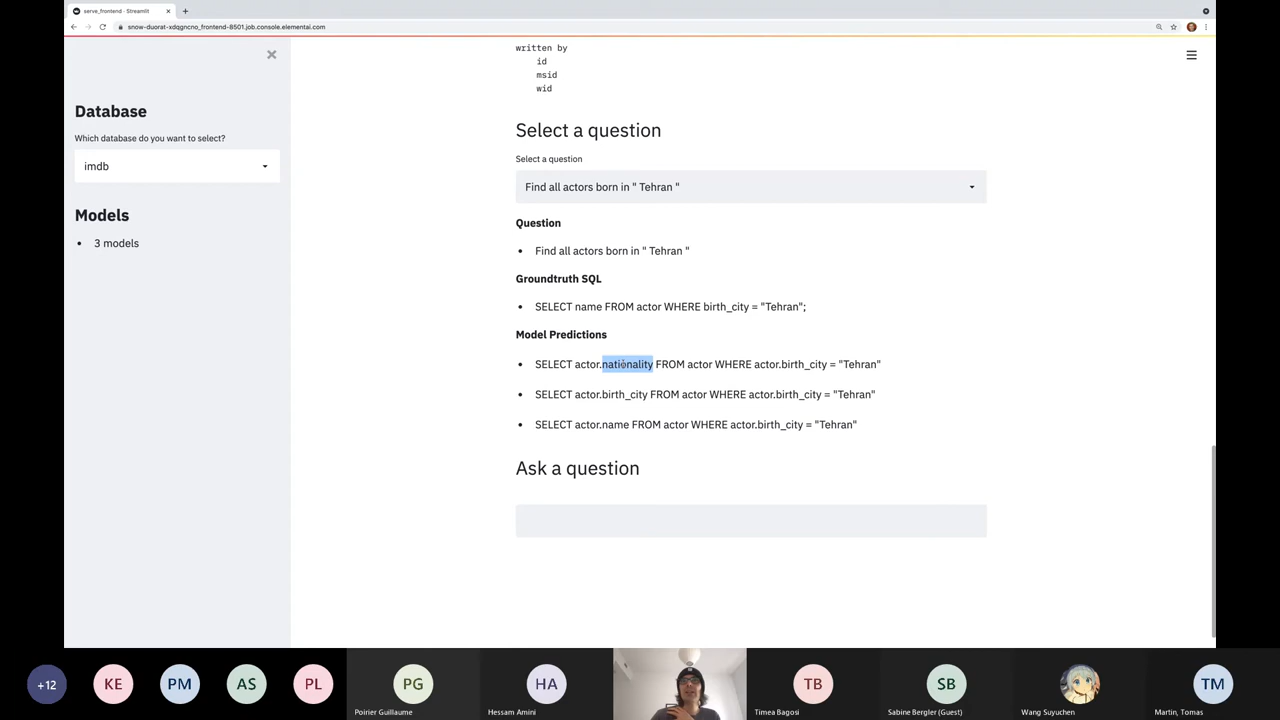 serve_frontend · Streamlit
snow-duorat-xdqgncno_frontend-8501.job.console.elementai.com
written by
id
msid
wid
Database
Which database do you want to select?
imdb
Models
3 models
Select a question
Select a question
Find all actors born in " Tehran "
Question
Find all actors born in " Tehran "
Groundtruth SQL
SELECT name FROM actor WHERE birth_city = "Tehran";
Model Predictions
SELECT actor.nationality FROM actor WHERE actor.birth_city = "Tehran"
SELECT actor.birth_city FROM actor WHERE actor.birth_city = "Tehran"
SELECT actor.name FROM actor WHERE actor.birth_city = "Tehran"
Ask a question
+12
KE
PM
AS
PL
PG
HA
TB
SB
TM
Poirier Guillaume
Hessam Amini
Timea Bagosi
Sabine Bergler (Guest)
Wang Suyuchen
Martin, Tomas